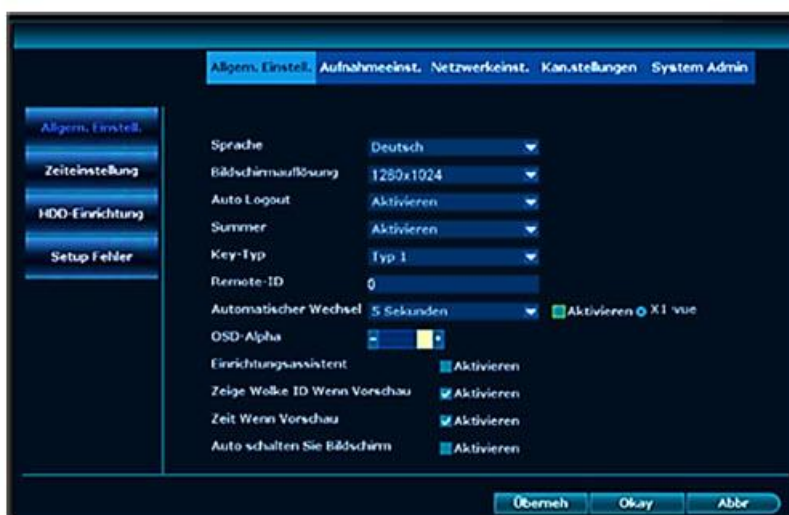 Allgem. Einstell. Aufnahmeeinst. Netzwerkeinst. Kan.stellungen System Admin
Allgem. Einstell.
Zeiteinstellung
HDD-Einrichtung
Setup Fehler
Sprache Deutsch
Bildschirmauflösung 1280x1024
Auto Logout Aktivieren
Summer Aktivieren
Key-Typ Typ 1
Remote-ID 0
Automatischer Wechsel 5 Sekunden Aktivieren X1 vue
OSD-Alpha - +
Einrichtungsassistent Aktivieren
Zeige Wolke ID Wenn Vorschau Aktivieren
Zeit Wenn Vorschau Aktivieren
Auto schalten Sie Bildschirm Aktivieren
Überneh Okay Abbr